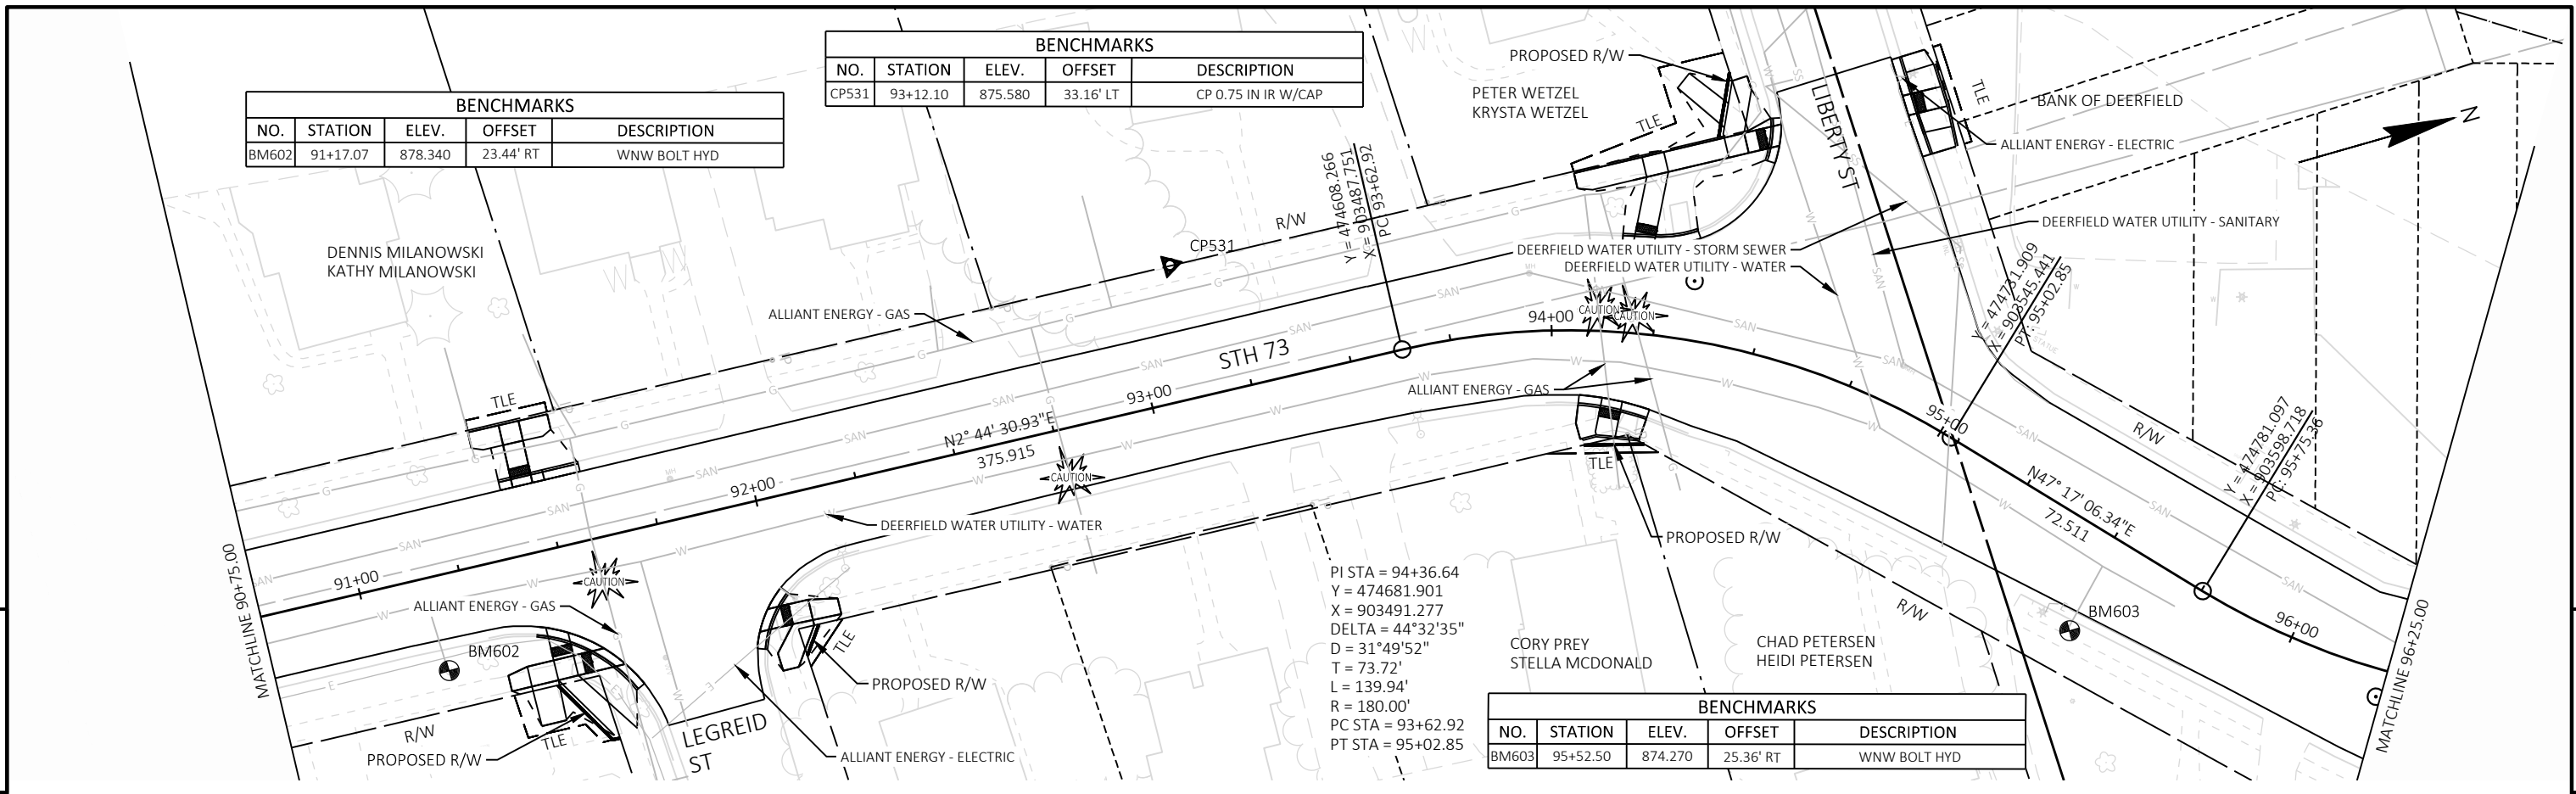 BENCHMARKS
NO. STATION ELEV. OFFSET DESCRIPTION
CP531 93+12.10 875.580 33.16' LT CP 0.75 IN IR W/CAP
BENCHMARKS
NO. STATION ELEV. OFFSET DESCRIPTION
BM602 91+17.07 878.340 23.44' RT WNW BOLT HYD
PROPOSED R/W
PETER WETZEL
KRYSTA WETZEL
TLE
LIBERTY ST
TLE
BANK OF DEERFIELD
ALLIANT ENERGY - ELECTRIC
N
DENNIS MILANOWSKI
KATHY MILANOWSKI
CP531
R/W
Y = 474608.266
X = 903487.751
PC 93+62.92
DEERFIELD WATER UTILITY - SANITARY
DEERFIELD WATER UTILITY - STORM SEWER
DEERFIELD WATER UTILITY - WATER
Y = 474731.909
X = 903545.441
PT: 95+02.85
ALLIANT ENERGY - GAS
STH 73
94+00
CAUTION
CAUTION
ALLIANT ENERGY - GAS
TLE
93+00
N2° 44' 30.93"E
375.915
CAUTION
92+00
TLE
95+00
R/W
Y = 474781.097
X = 903598.718
PC: 95+75.36
N47° 17' 06.34"E
72.511
DEERFIELD WATER UTILITY - WATER
PROPOSED R/W
MATCHLINE 90+75.00
91+00
CAUTION
ALLIANT ENERGY - GAS
BM602
R/W
PROPOSED R/W
TLE
LEGREID
ST
TLE
PROPOSED R/W
ALLIANT ENERGY - ELECTRIC
PI STA = 94+36.64
Y = 474681.901
X = 903491.277
DELTA = 44°32'35"
D = 31°49'52"
T = 73.72'
L = 139.94'
R = 180.00'
PC STA = 93+62.92
PT STA = 95+02.85
CORY PREY
STELLA MCDONALD
CHAD PETERSEN
HEIDI PETERSEN
R/W
BM603
96+00
MATCHLINE 96+25.00
BENCHMARKS
NO. STATION ELEV. OFFSET DESCRIPTION
BM603 95+52.50 874.270 25.36' RT WNW BOLT HYD